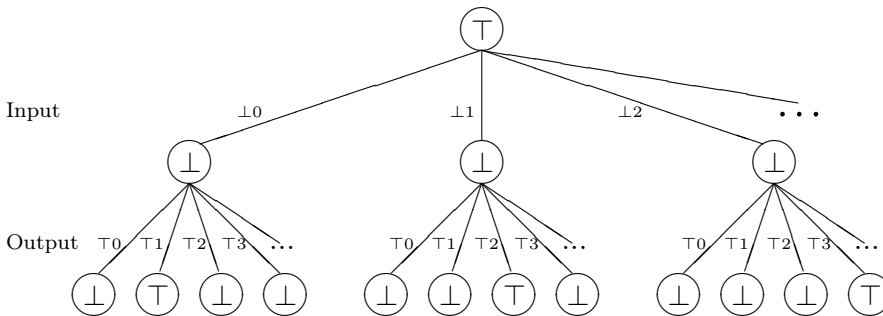 ⊤
Input ⊥0 ⊥1 ⊥2 ...
⊥ ⊥ ⊥
Output ⊤0 ⊤1 ⊤2 ⊤3 ... ⊤0 ⊤1 ⊤2 ⊤3 ... ⊤0 ⊤1 ⊤2 ⊤3 ...
⊥ ⊤ ⊥ ⊥ ⊥ ⊥ ⊤ ⊥ ⊥ ⊥ ⊥ ⊤